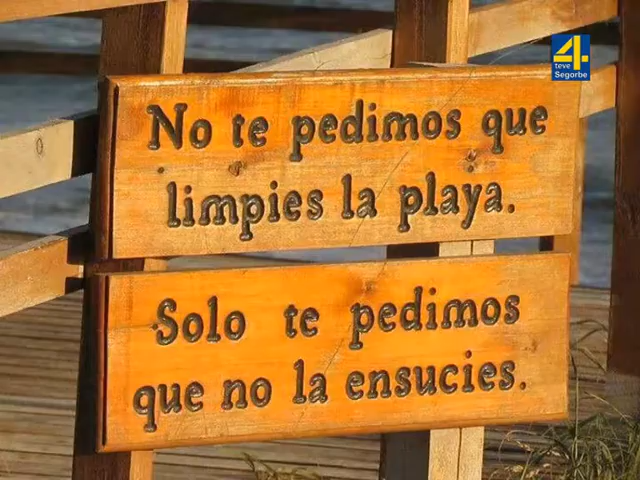 4
teve
Segorbe
No te pedimos que
limpies la playa.
Solo te pedimos
que no la ensucies.